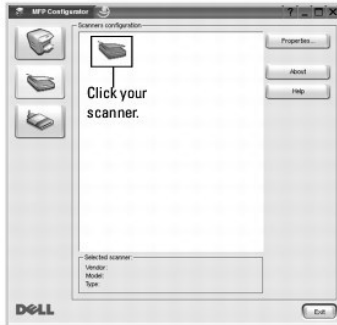 MFP Configurator
Scanners configuration
Click your
scanner.
Properties...
About
Help
Selected scanner:
Vendor:
Model:
Type:
DELL
Exit